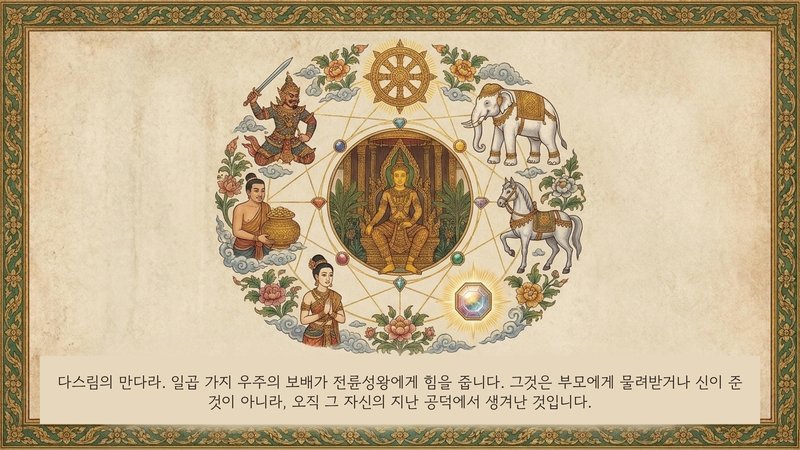 다스림의 만다라. 일곱 가지 우주의 보배가 전륜성왕에게 힘을 줍니다. 그것은 부모에게 물려받거나 신이 준
것이 아니라, 오직 그 자신의 지난 공덕에서 생겨난 것입니다.